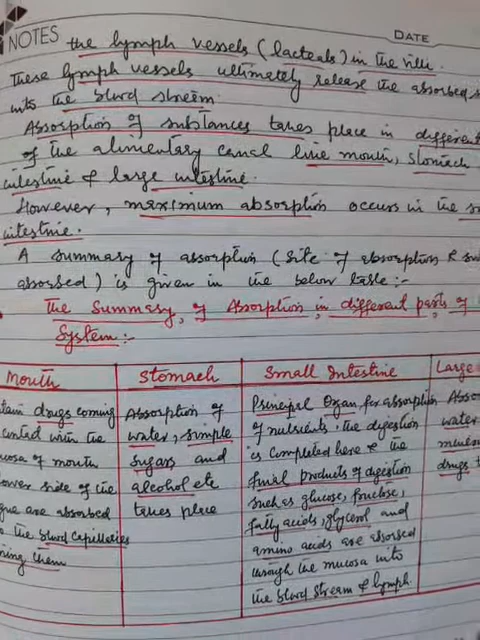 NOTES
DATE
the lymph vessels (lacteals) in the villi.
These lymph vessels ultimately release the absorbed
into the blood stream.
Absorption of substances takes place in different
of the alimentary canal line mouth, stomach
intestine & large intestine.
However, maximum absorption occurs in the
intestine.
A summary of absorption (site of absorption &
absorbed) is given in the below table:-
The Summary of Absorption in different parts of
System:-
Mouth
tain drugs coming
contact with the
cosa of mouth
lower side of the
gue are absorbed
the blood capillaries
ning them
Stomach
Absorption of
water, simple
sugars and
alcohol etc
takes place
Small Intestine
Principal Organ for absorption
of nutrients. the digestion
is completed here & the
final products of digestion
such as glucose, fructose,
fatty acids, glycerol and
amino acids are absorbed
through the mucosa into
the blood stream & lymph.
Large
Abso
water
miner
drugs